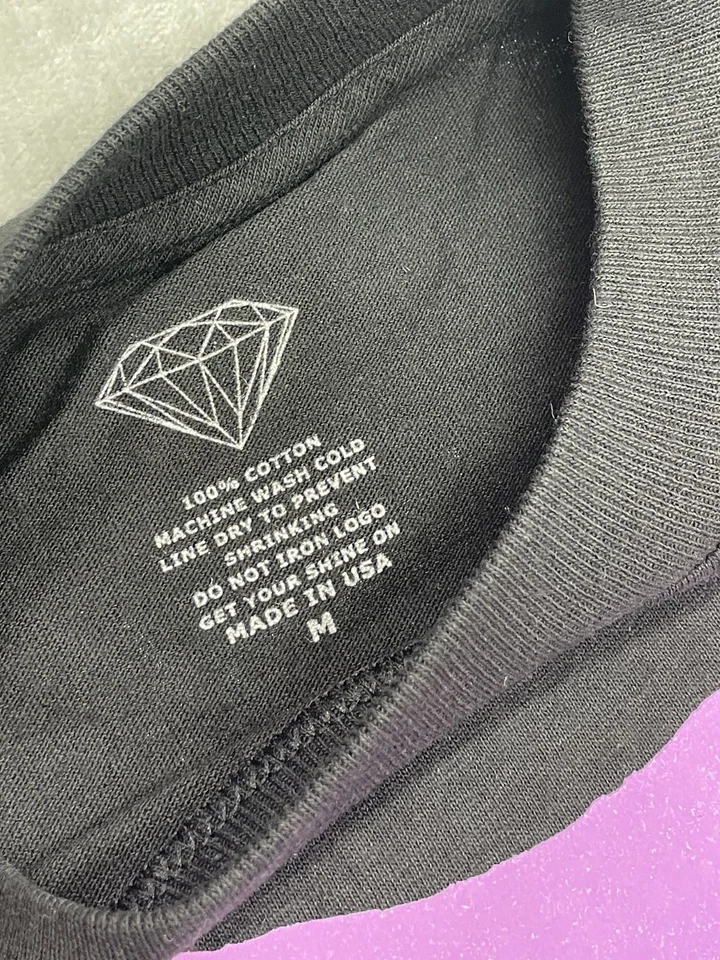 100% COTTON
MACHINE WASH COLD
LINE DRY TO PREVENT
SHRINKING
DO NOT IRON LOGO
GET YOUR SHINE ON
MADE IN USA
M